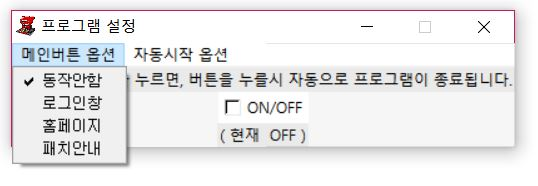 프로그램 설정
메인버튼 옵션 자동시작 옵션
누르면, 버튼을 누를시 자동으로 프로그램이 종료됩니다.
동작안함
로그인창
홈페이지
패치안내
ON/OFF
( 현재 OFF )